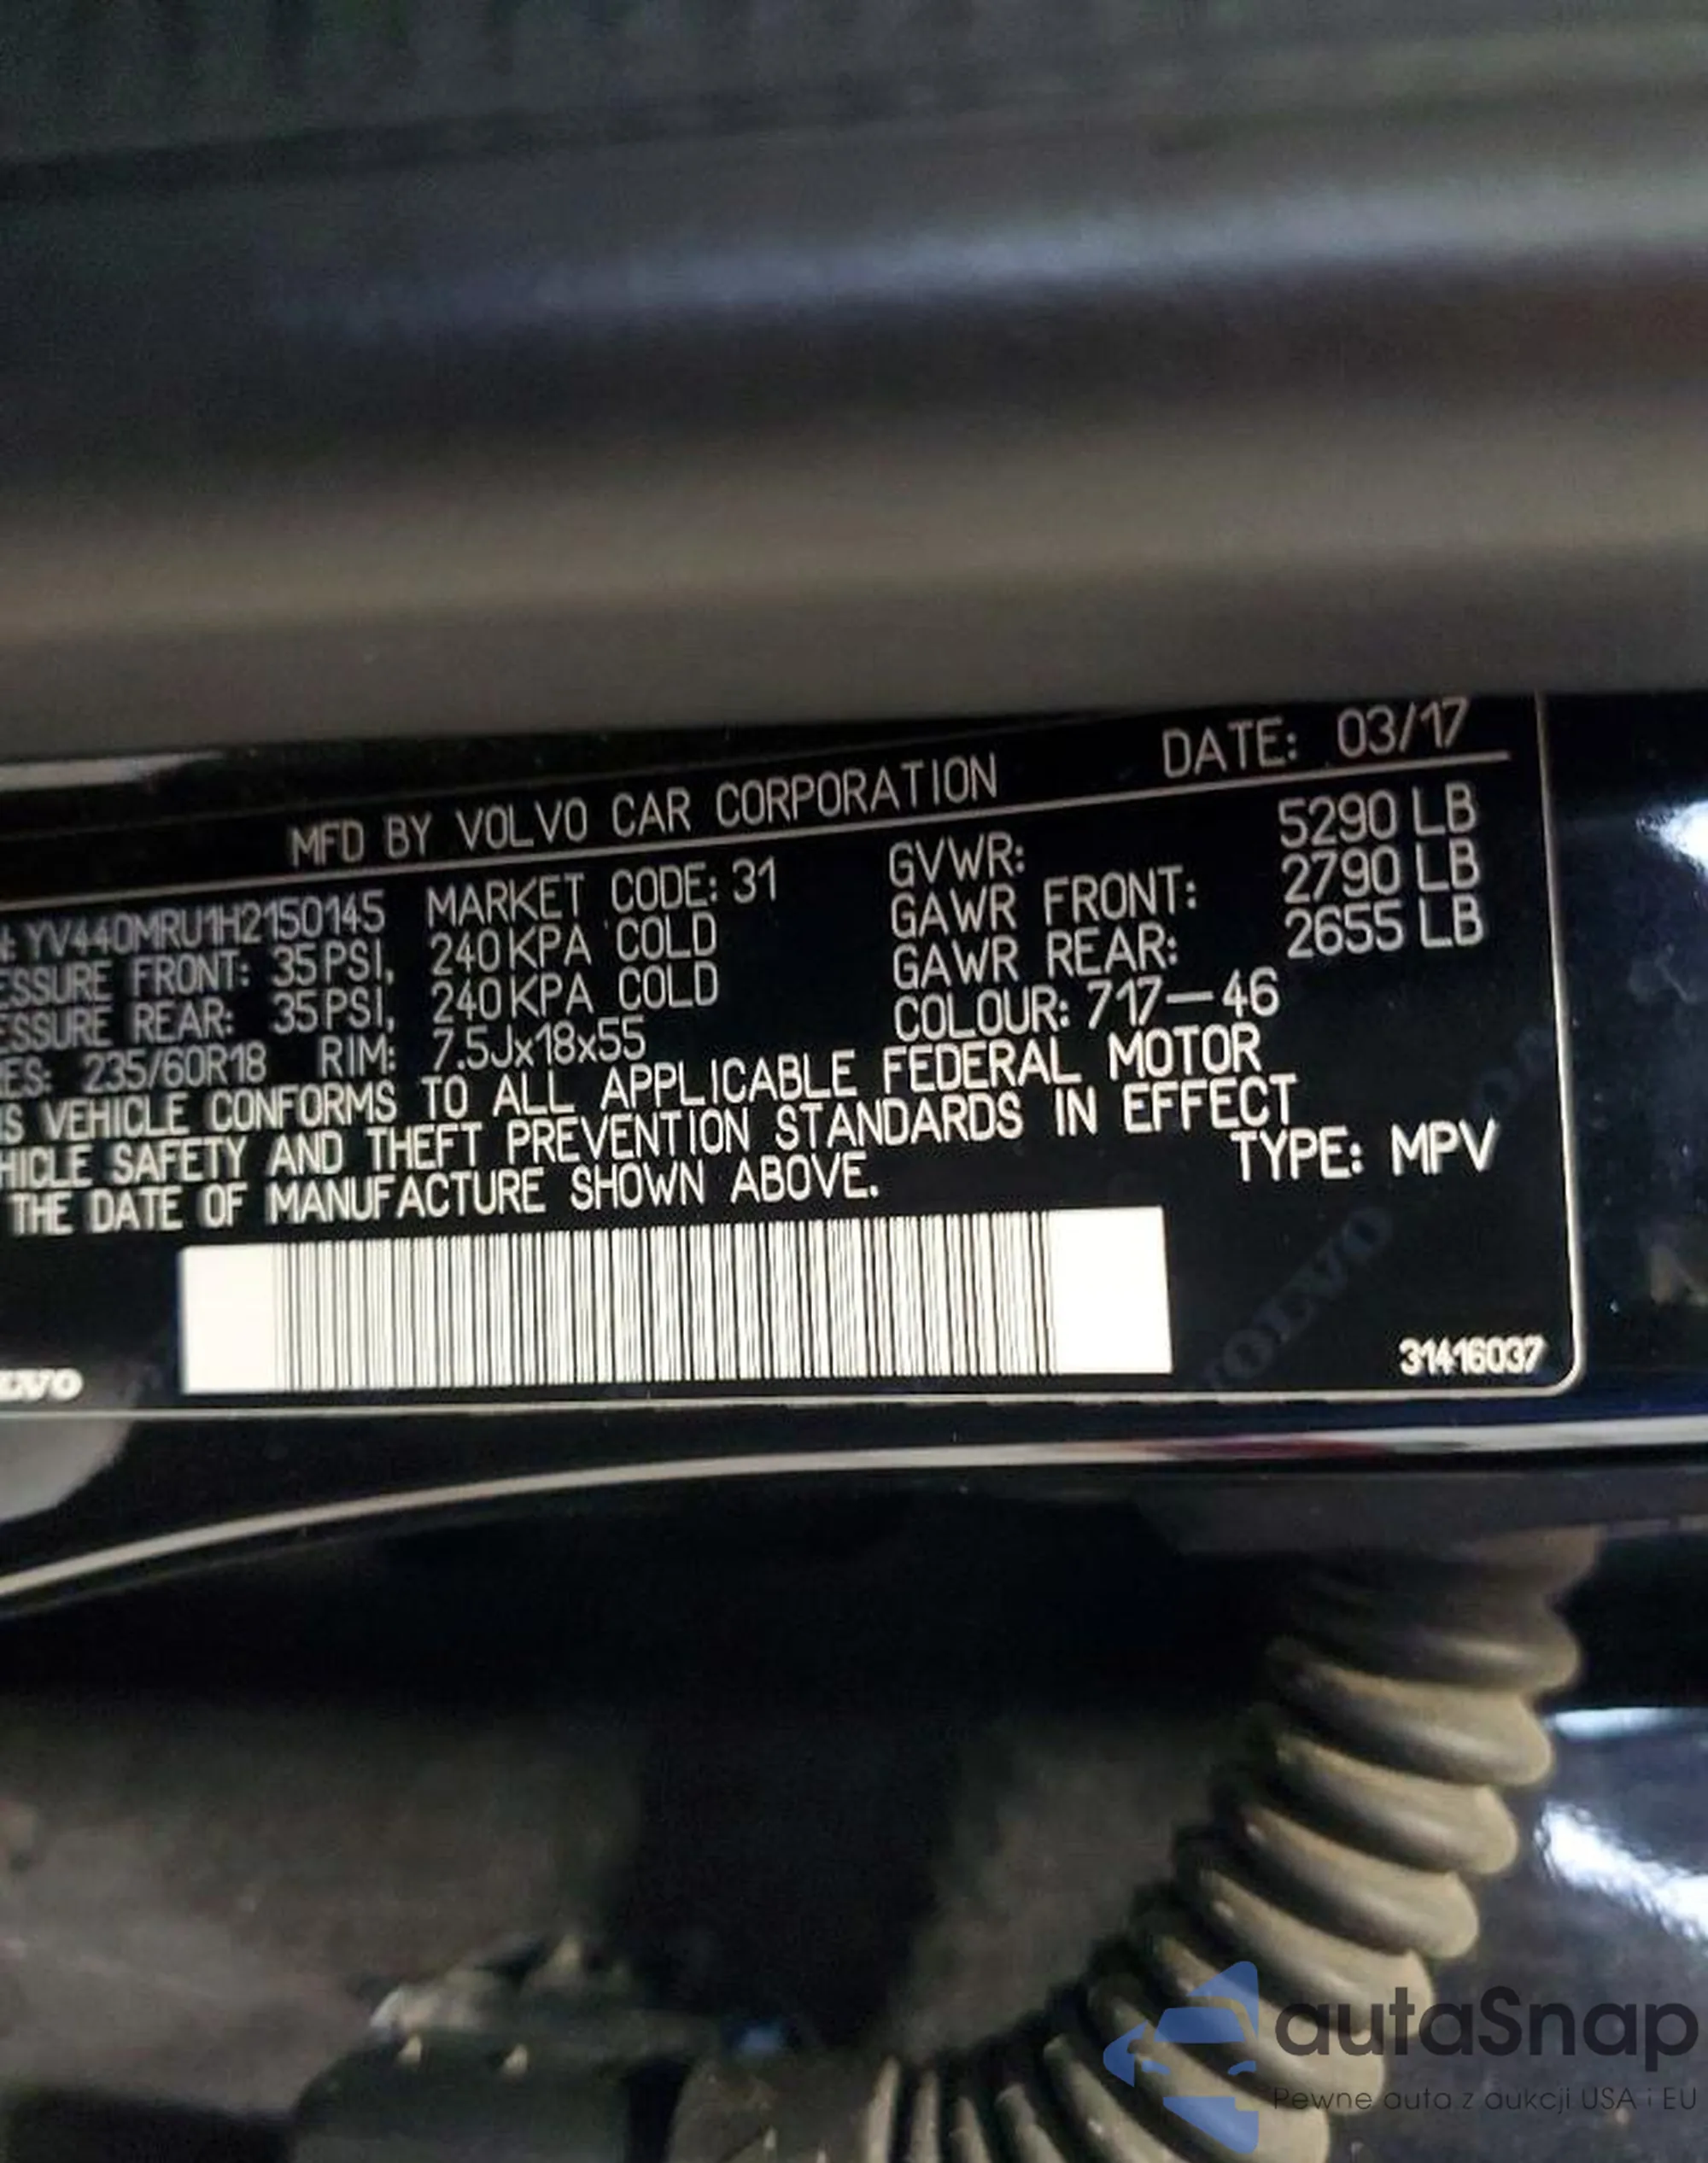 MFD BY VOLVO CAR CORPORATION DATE: 03/17
N: YV440MRU1H2150145 MARKET CODE: 31 GVWR: 5290 LB
ESSURE FRONT: 35 PSI, 240 KPA COLD GAWR FRONT: 2790 LB
ESSURE REAR: 35 PSI, 240 KPA COLD GAWR REAR: 2655 LB
ES: 235/60R18 RIM: 7.5Jx18x55 COLOUR: 717-46
S VEHICLE CONFORMS TO ALL APPLICABLE FEDERAL MOTOR
HICLE SAFETY AND THEFT PREVENTION STANDARDS IN EFFECT
THE DATE OF MANUFACTURE SHOWN ABOVE. TYPE: MPV
VOLVO
LVO
31416037
autaSnap
Pewne auta z aukcji USA i EU